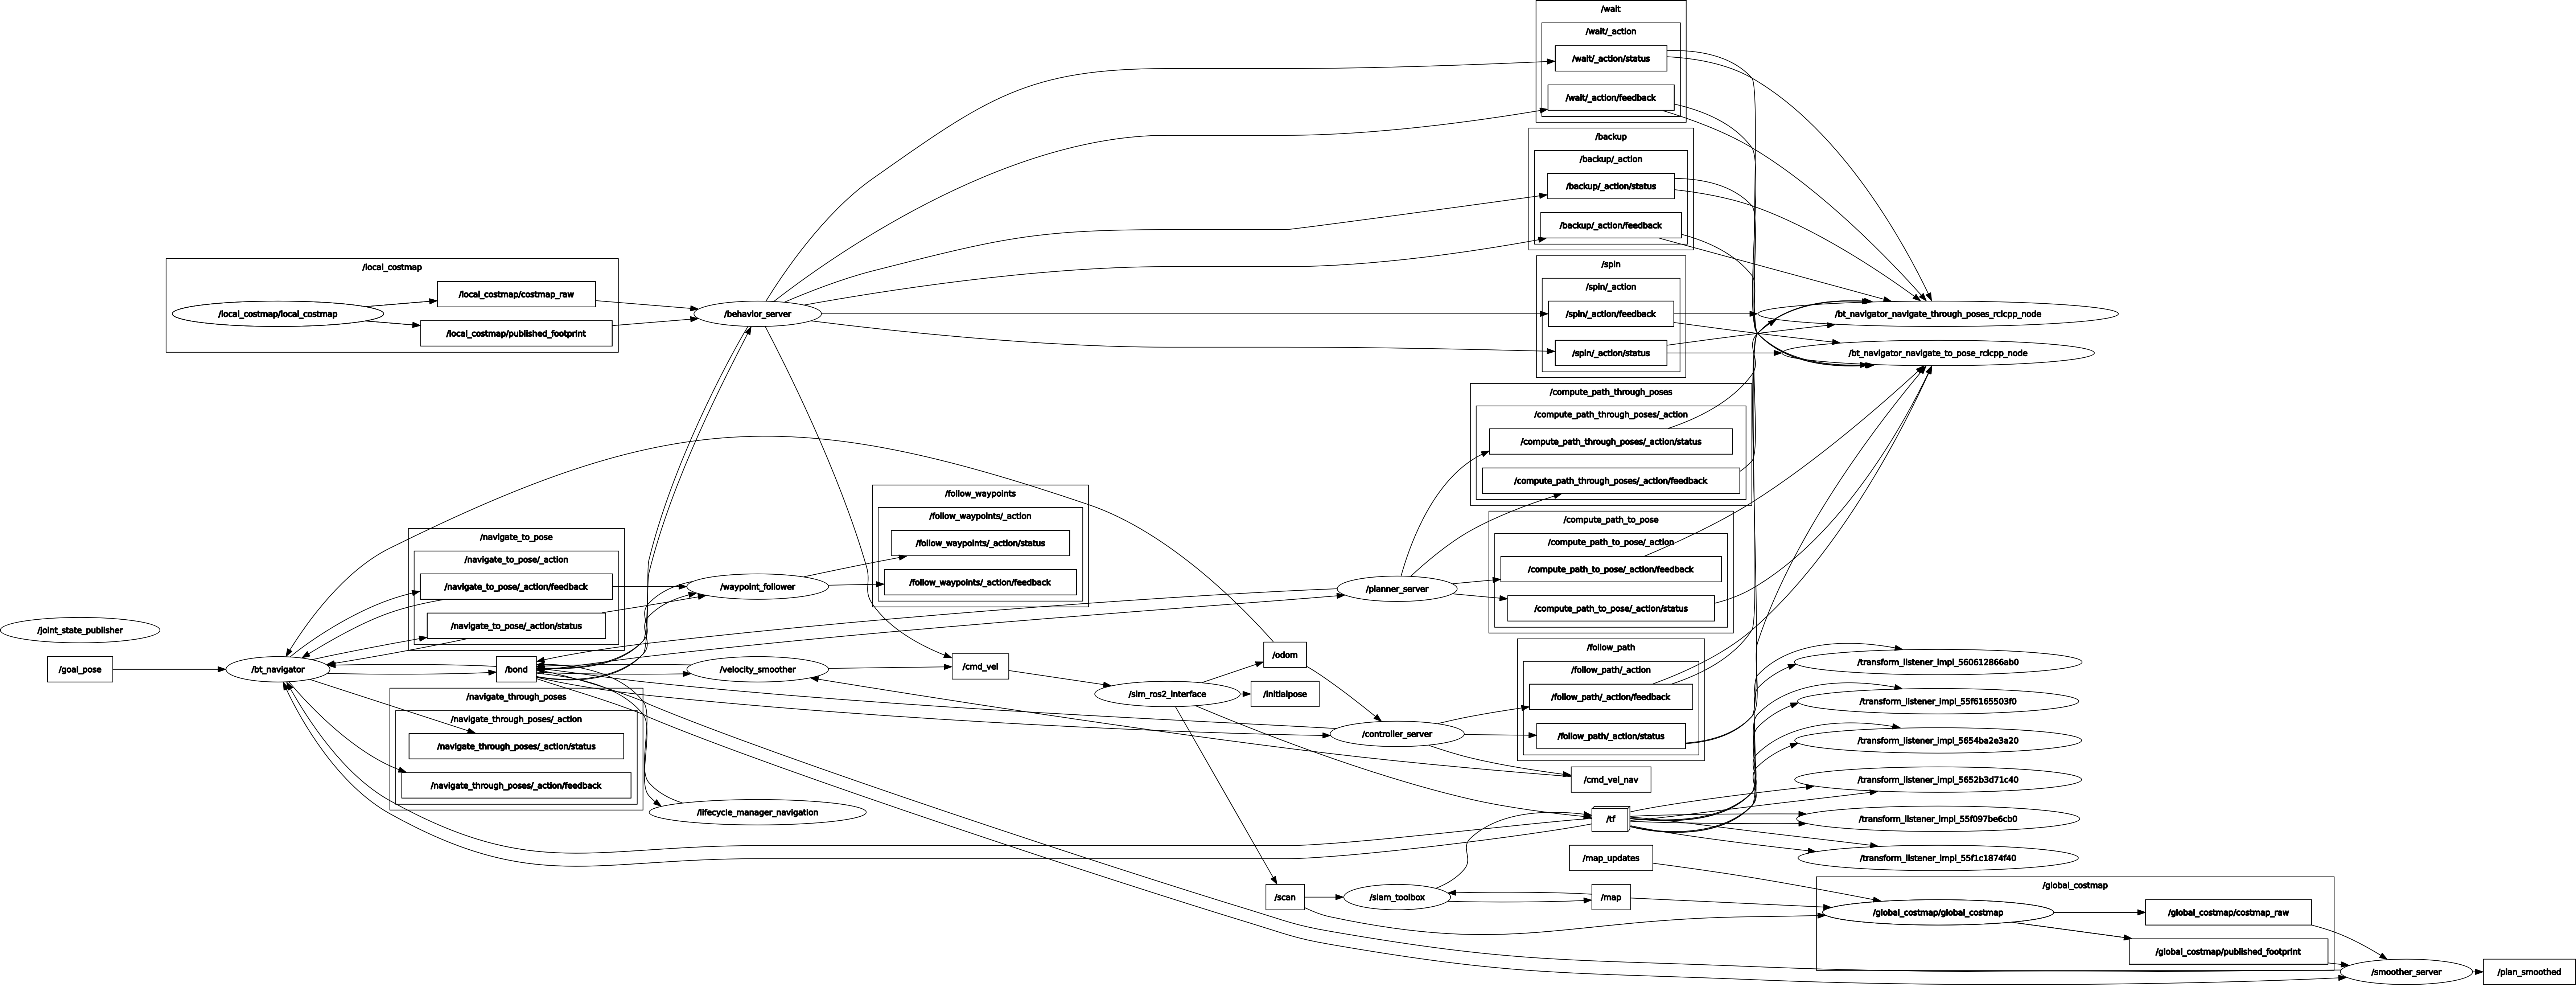 /wait
/wait/_action
/wait/_action/status
/wait/_action/feedback
/backup
/backup/_action
/backup/_action/status
/backup/_action/feedback
/local_costmap
/local_costmap/costmap_raw
/local_costmap/local_costmap
/local_costmap/published_footprint
/behavior_server
/spin
/spin/_action
/spin/_action/feedback
/spin/_action/status
/bt_navigator_navigate_through_poses_rclcpp_node
/bt_navigator_navigate_to_pose_rclcpp_node
/compute_path_through_poses
/compute_path_through_poses/_action
/compute_path_through_poses/_action/status
/compute_path_through_poses/_action/feedback
/follow_waypoints
/follow_waypoints/_action
/follow_waypoints/_action/status
/follow_waypoints/_action/feedback
/compute_path_to_pose
/compute_path_to_pose/_action
/compute_path_to_pose/_action/feedback
/compute_path_to_pose/_action/status
/navigate_to_pose
/navigate_to_pose/_action
/navigate_to_pose/_action/feedback
/navigate_to_pose/_action/status
/waypoint_follower
/planner_server
/joint_state_publisher
/goal_pose
/bt_navigator
/bond
/velocity_smoother
/cmd_vel
/odom
/sim_ros2_interface
/initialpose
/follow_path
/follow_path/_action
/follow_path/_action/feedback
/follow_path/_action/status
/controller_server
/cmd_vel_nav
/navigate_through_poses
/navigate_through_poses/_action
/navigate_through_poses/_action/status
/navigate_through_poses/_action/feedback
/lifecycle_manager_navigation
/tf
/transform_listener_impl_560612866ab0
/transform_listener_impl_55f6165503f0
/transform_listener_impl_5654ba2e3a20
/transform_listener_impl_5652b3d71c40
/transform_listener_impl_55f097be6cb0
/transform_listener_impl_55f1c1874f40
/map_updates
/scan
/slam_toolbox
/map
/global_costmap
/global_costmap/global_costmap
/global_costmap/costmap_raw
/global_costmap/published_footprint
/smoother_server
/plan_smoothed